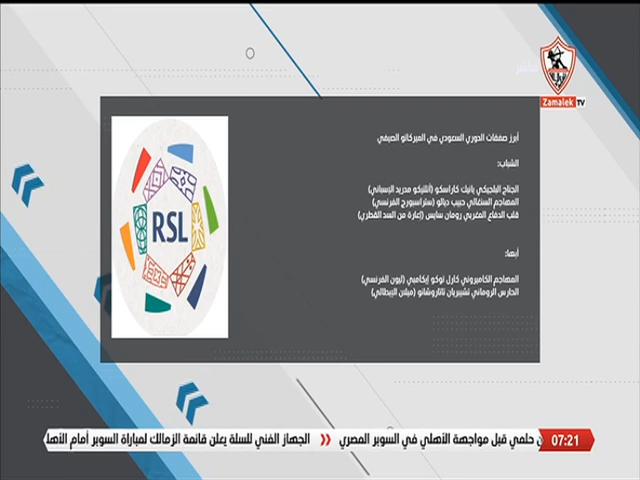 Zamalek TV
أبرز صفقات الدوري السعودي في الميركاتو الصيفي
الشباب:
الجناح البلجيكي يانيك كاراسكو (أتلتيكو مدريد الإسباني)
المهاجم السنغالي حبيب ديالو (ستراسبورج الفرنسي)
قلب الدفاع المغربي رومان سايس (إعارة من السد القطري)
أبها:
المهاجم الكاميروني كارل توكو إيكامبي (ليون الفرنسي)
الحارس الروماني تشيبريان تاتاروشانو (ميلان الإيطالي)
RSL
07:21
حلمي قبل مواجهة الأهلي في السوبر المصري » الجهاز الفني للسلة يعلن قائمة الزمالك لمباراة السوبر أمام